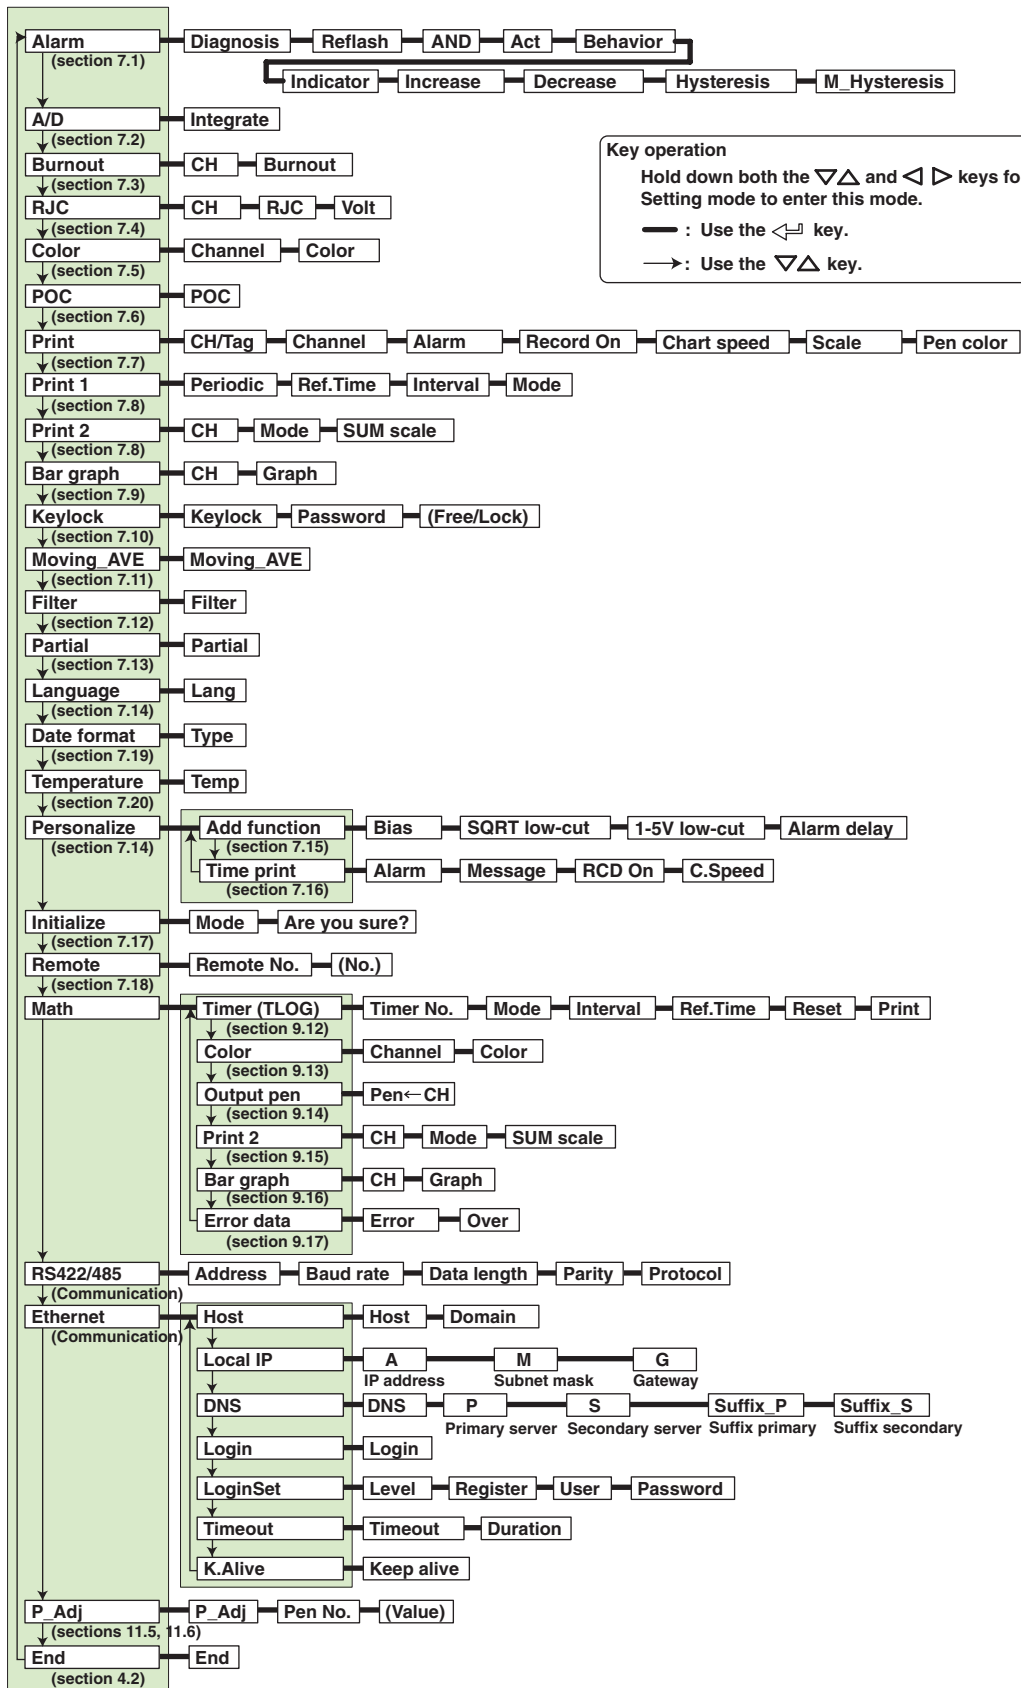 Alarm Diagnosis Reflash AND Act Behavior
(section 7.1)
Indicator Increase Decrease Hysteresis M_Hysteresis
A/D Integrate
(section 7.2)
Burnout CH Burnout
(section 7.3)
RJC CH RJC Volt
(section 7.4)
Color Channel Color
(section 7.5)
POC POC
(section 7.6)
Print CH/Tag Channel Alarm Record On Chart speed Scale Pen color
(section 7.7)
Print 1 Periodic Ref.Time Interval Mode
(section 7.8)
Print 2 CH Mode SUM scale
(section 7.8)
Bar graph CH Graph
(section 7.9)
Keylock Keylock Password (Free/Lock)
(section 7.10)
Moving_AVE Moving_AVE
(section 7.11)
Filter Filter
(section 7.12)
Partial Partial
(section 7.13)
Language Lang
(section 7.14)
Date format Type
(section 7.19)
Temperature Temp
(section 7.20)
Personalize Add function Bias SQRT low-cut 1-5V low-cut Alarm delay
(section 7.14) (section 7.15)
Time print Alarm Message RCD On C.Speed
(section 7.16)
Initialize Mode Are you sure?
(section 7.17)
Remote Remote No. (No.)
(section 7.18)
Math Timer (TLOG) Timer No. Mode Interval Ref.Time Reset Print
(section 9.12)
Color Channel Color
(section 9.13)
Output pen Pen←CH
(section 9.14)
Print 2 CH Mode SUM scale
(section 9.15)
Bar graph CH Graph
(section 9.16)
Error data Error Over
(section 9.17)
RS422/485 Address Baud rate Data length Parity Protocol
(Communication)
Ethernet Host Host Domain
(Communication)
Local IP A M G
IP address Subnet mask Gateway
DNS DNS P S Suffix_P Suffix_S
Primary server Secondary server Suffix primary Suffix secondary
Login Login
LoginSet Level Register User Password
Timeout Timeout Duration
K.Alive Keep alive
P_Adj P_Adj Pen No. (Value)
(sections 11.5, 11.6)
End End
(section 4.2)
Key operation
Hold down both the ▽△ and ◁ ▷ keys fo
Setting mode to enter this mode.
: Use the ↵ key.
: Use the ▽△ key.